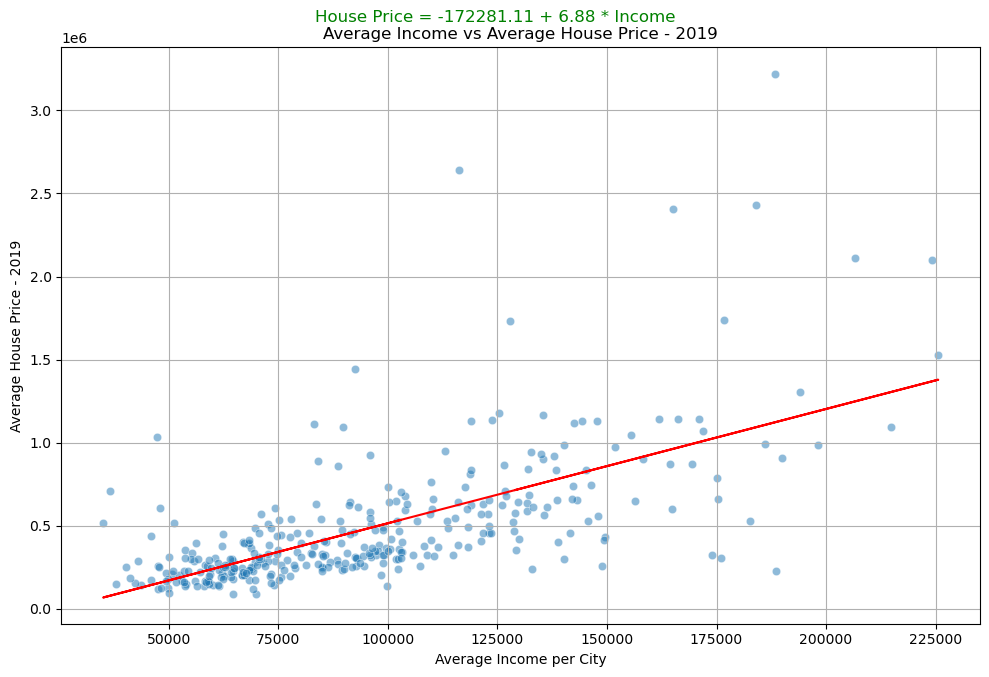 House Price = -172281.11 + 6.88 * Income
Average Income vs Average House Price - 2019
1e6
3.0
2.5
2.0
1.5
1.0
0.5
0.0
Average House Price - 2019
50000 75000 100000 125000 150000 175000 200000 225000
Average Income per City